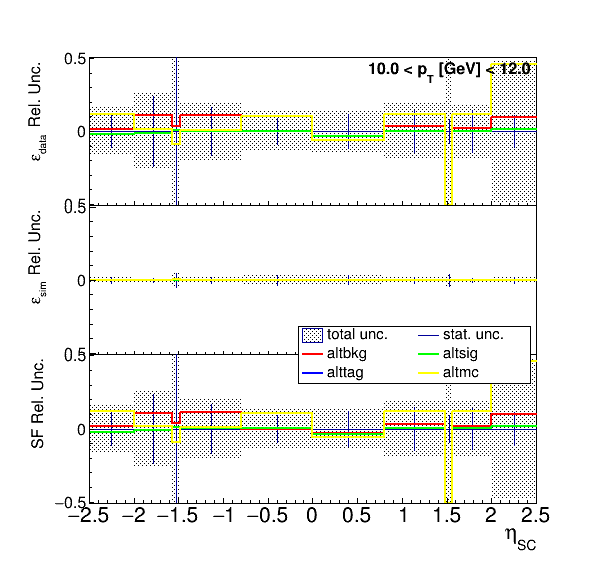 10.0 < p_T [GeV] < 12.0
ε_data Rel. Unc.
0.5
0
0.5
ε_sim Rel. Unc.
0
0.5
total unc.
stat. unc.
altbkg
altsig
alttag
altmc
SF Rel. Unc.
0
−0.5
−2.5 −2 −1.5 −1 −0.5 0 0.5 1 1.5 2 2.5
η_SC